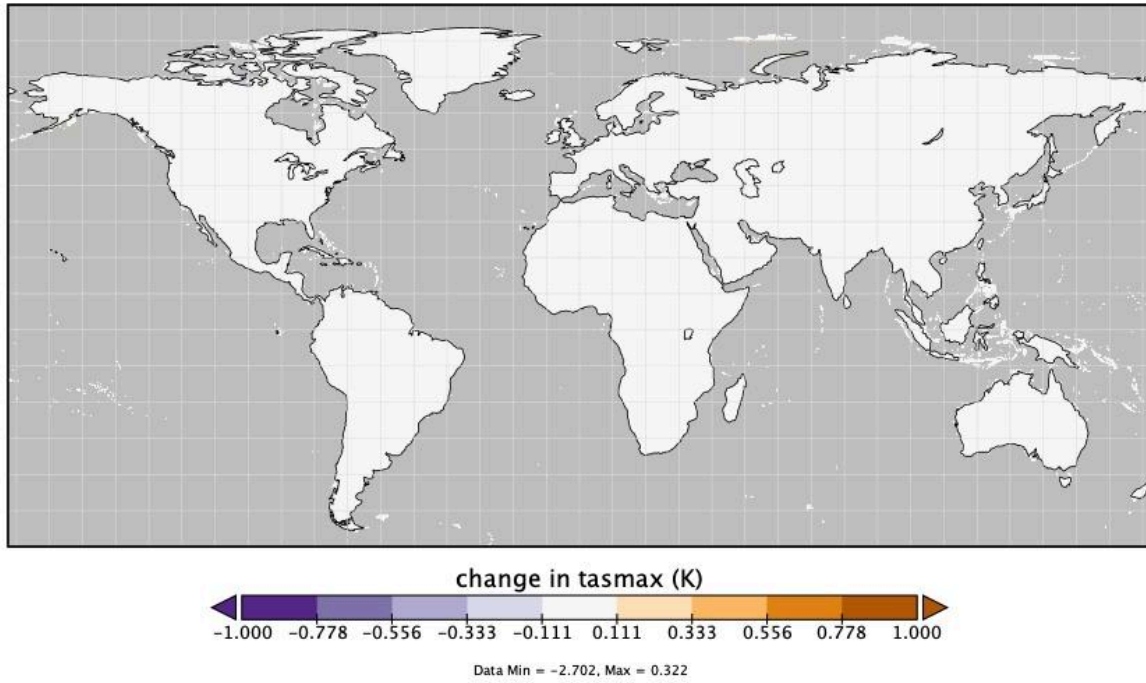 change in tasmax (K)
−1.000 −0.778 −0.556 −0.333 −0.111 0.111 0.333 0.556 0.778 1.000
Data Min = −2.702, Max = 0.322